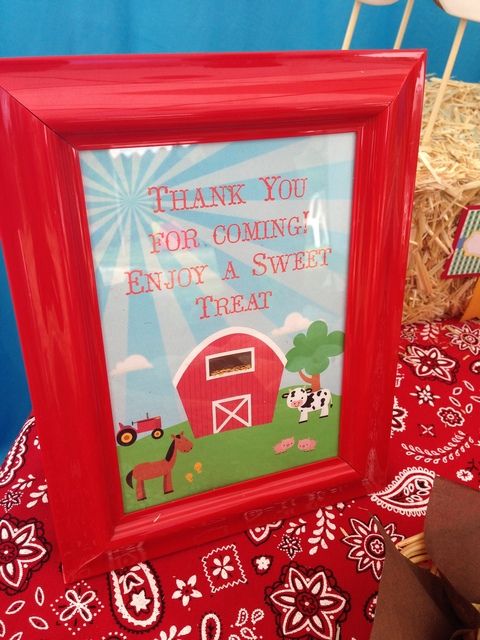 Thank You
for coming!
Enjoy a Sweet
Treat